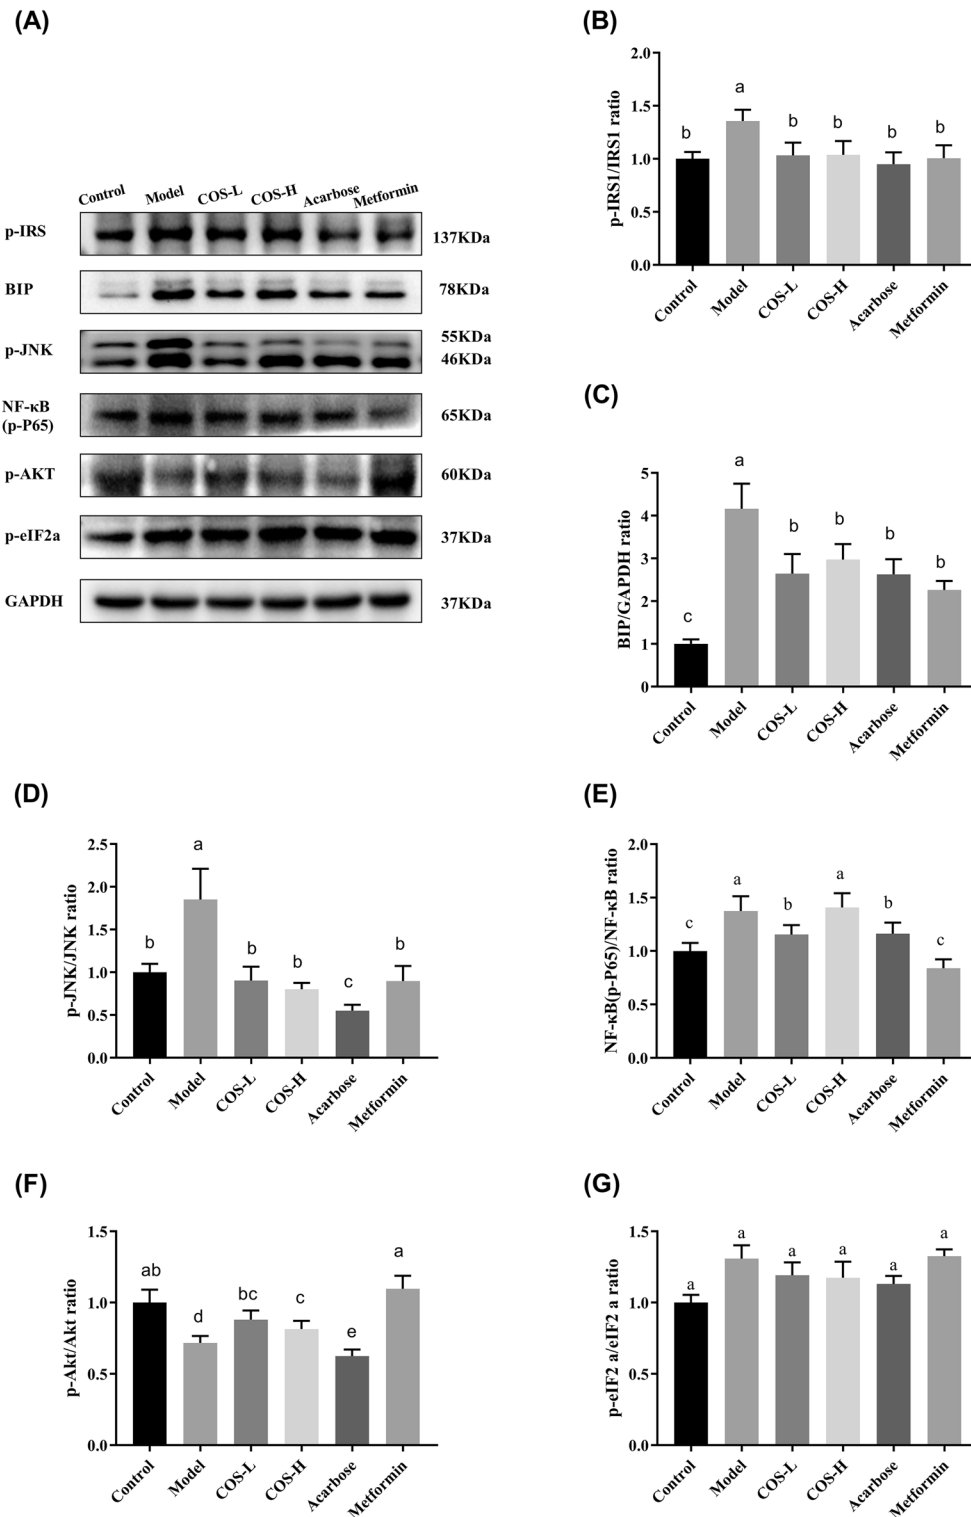 (A)
Control Model COS-L COS-H Acarbose Metformin
p-IRS 137KDa
BIP 78KDa
55KDa
p-JNK
46KDa
NF-κB
(p-P65) 65KDa
p-AKT 60KDa
p-eIF2a 37KDa
GAPDH 37KDa
(B)
p-IRS1/IRS1 ratio
2.0
1.5
1.0
0.5
0.0
b a b b b b
Control Model COS-L COS-H Acarbose Metformin
(C)
BIP/GAPDH ratio
5
4
3
2
1
0
c a b b b b
Control Model COS-L COS-H Acarbose Metformin
(D)
p-JNK/JNK ratio
2.5
2.0
1.5
1.0
0.5
0.0
b a b b c b
Control Model COS-L COS-H Acarbose Metformin
(E)
NF-κB(p-P65)/NF-κB ratio
2.0
1.5
1.0
0.5
0.0
c a b a b c
Control Model COS-L COS-H Acarbose Metformin
(F)
p-Akt/Akt ratio
1.5
1.0
0.5
0.0
ab d bc c e a
Control Model COS-L COS-H Acarbose Metformin
(G)
p-eIF2 a/eIF2 a ratio
1.5
1.0
0.5
0.0
a a a a a a
Control Model COS-L COS-H Acarbose Metformin